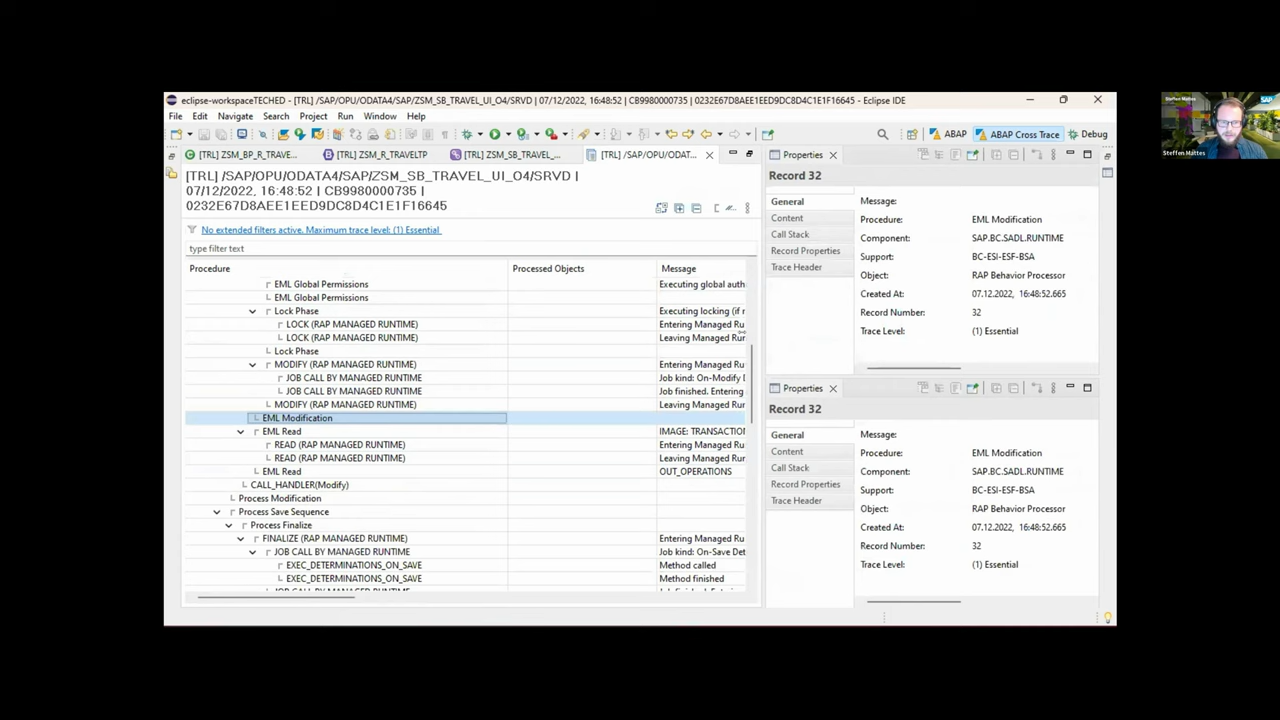 eclipse-workspaceTECHED - [TRL] /SAP/OPU/ODATA4/SAP/ZSM_SB_TRAVEL_UI_O4/SRVD | 07/12/2022, 16:48:52 | CB9980000735 | 0232E67D8AEE1EED9DC8D4C1E1F16645 - Eclipse IDE
File Edit Navigate Search Project Run Window Help
ABAP ABAP Cross Trace Debug
[TRL] ZSM_BP_R_TRAVE... [TRL] ZSM_R_TRAVELTP [TRL] ZSM_SB_TRAVEL_... [TRL] /SAP/OPU/ODAT...
[TRL] /SAP/OPU/ODATA4/SAP/ZSM_SB_TRAVEL_UI_O4/SRVD |
07/12/2022, 16:48:52 | CB9980000735 |
0232E67D8AEE1EED9DC8D4C1E1F16645
No extended filters active. Maximum trace level: (1) Essential
type filter text
Procedure Processed Objects Message
EML Global Permissions Executing global auth
EML Global Permissions
Lock Phase Executing locking (if r
LOCK (RAP MANAGED RUNTIME) Entering Managed Ru
LOCK (RAP MANAGED RUNTIME) Leaving Managed Run
Lock Phase
MODIFY (RAP MANAGED RUNTIME) Entering Managed Ru
JOB CALL BY MANAGED RUNTIME Job kind: On-Modify D
JOB CALL BY MANAGED RUNTIME Job finished. Entering
MODIFY (RAP MANAGED RUNTIME) Leaving Managed Run
EML Modification
EML Read IMAGE: TRANSACTION
READ (RAP MANAGED RUNTIME) Entering Managed Ru
READ (RAP MANAGED RUNTIME) Leaving Managed Run
EML Read OUT_OPERATIONS
CALL_HANDLER(Modify)
Process Modification
Process Save Sequence
Process Finalize
FINALIZE (RAP MANAGED RUNTIME) Entering Managed Ru
JOB CALL BY MANAGED RUNTIME Job kind: On-Save Det
EXEC_DETERMINATIONS_ON_SAVE Method called
EXEC_DETERMINATIONS_ON_SAVE Method finished
Properties
Record 32
General
Content
Call Stack
Record Properties
Trace Header
Message:
Procedure: EML Modification
Component: SAP.BC.SADL.RUNTIME
Support: BC-ESI-ESF-BSA
Object: RAP Behavior Processor
Created At: 07.12.2022, 16:48:52.665
Record Number: 32
Trace Level: (1) Essential
Properties
Record 32
General
Content
Call Stack
Record Properties
Trace Header
Message:
Procedure: EML Modification
Component: SAP.BC.SADL.RUNTIME
Support: BC-ESI-ESF-BSA
Object: RAP Behavior Processor
Created At: 07.12.2022, 16:48:52.665
Record Number: 32
Trace Level: (1) Essential
Steffen Mattes
SAP
Steffen Mattes